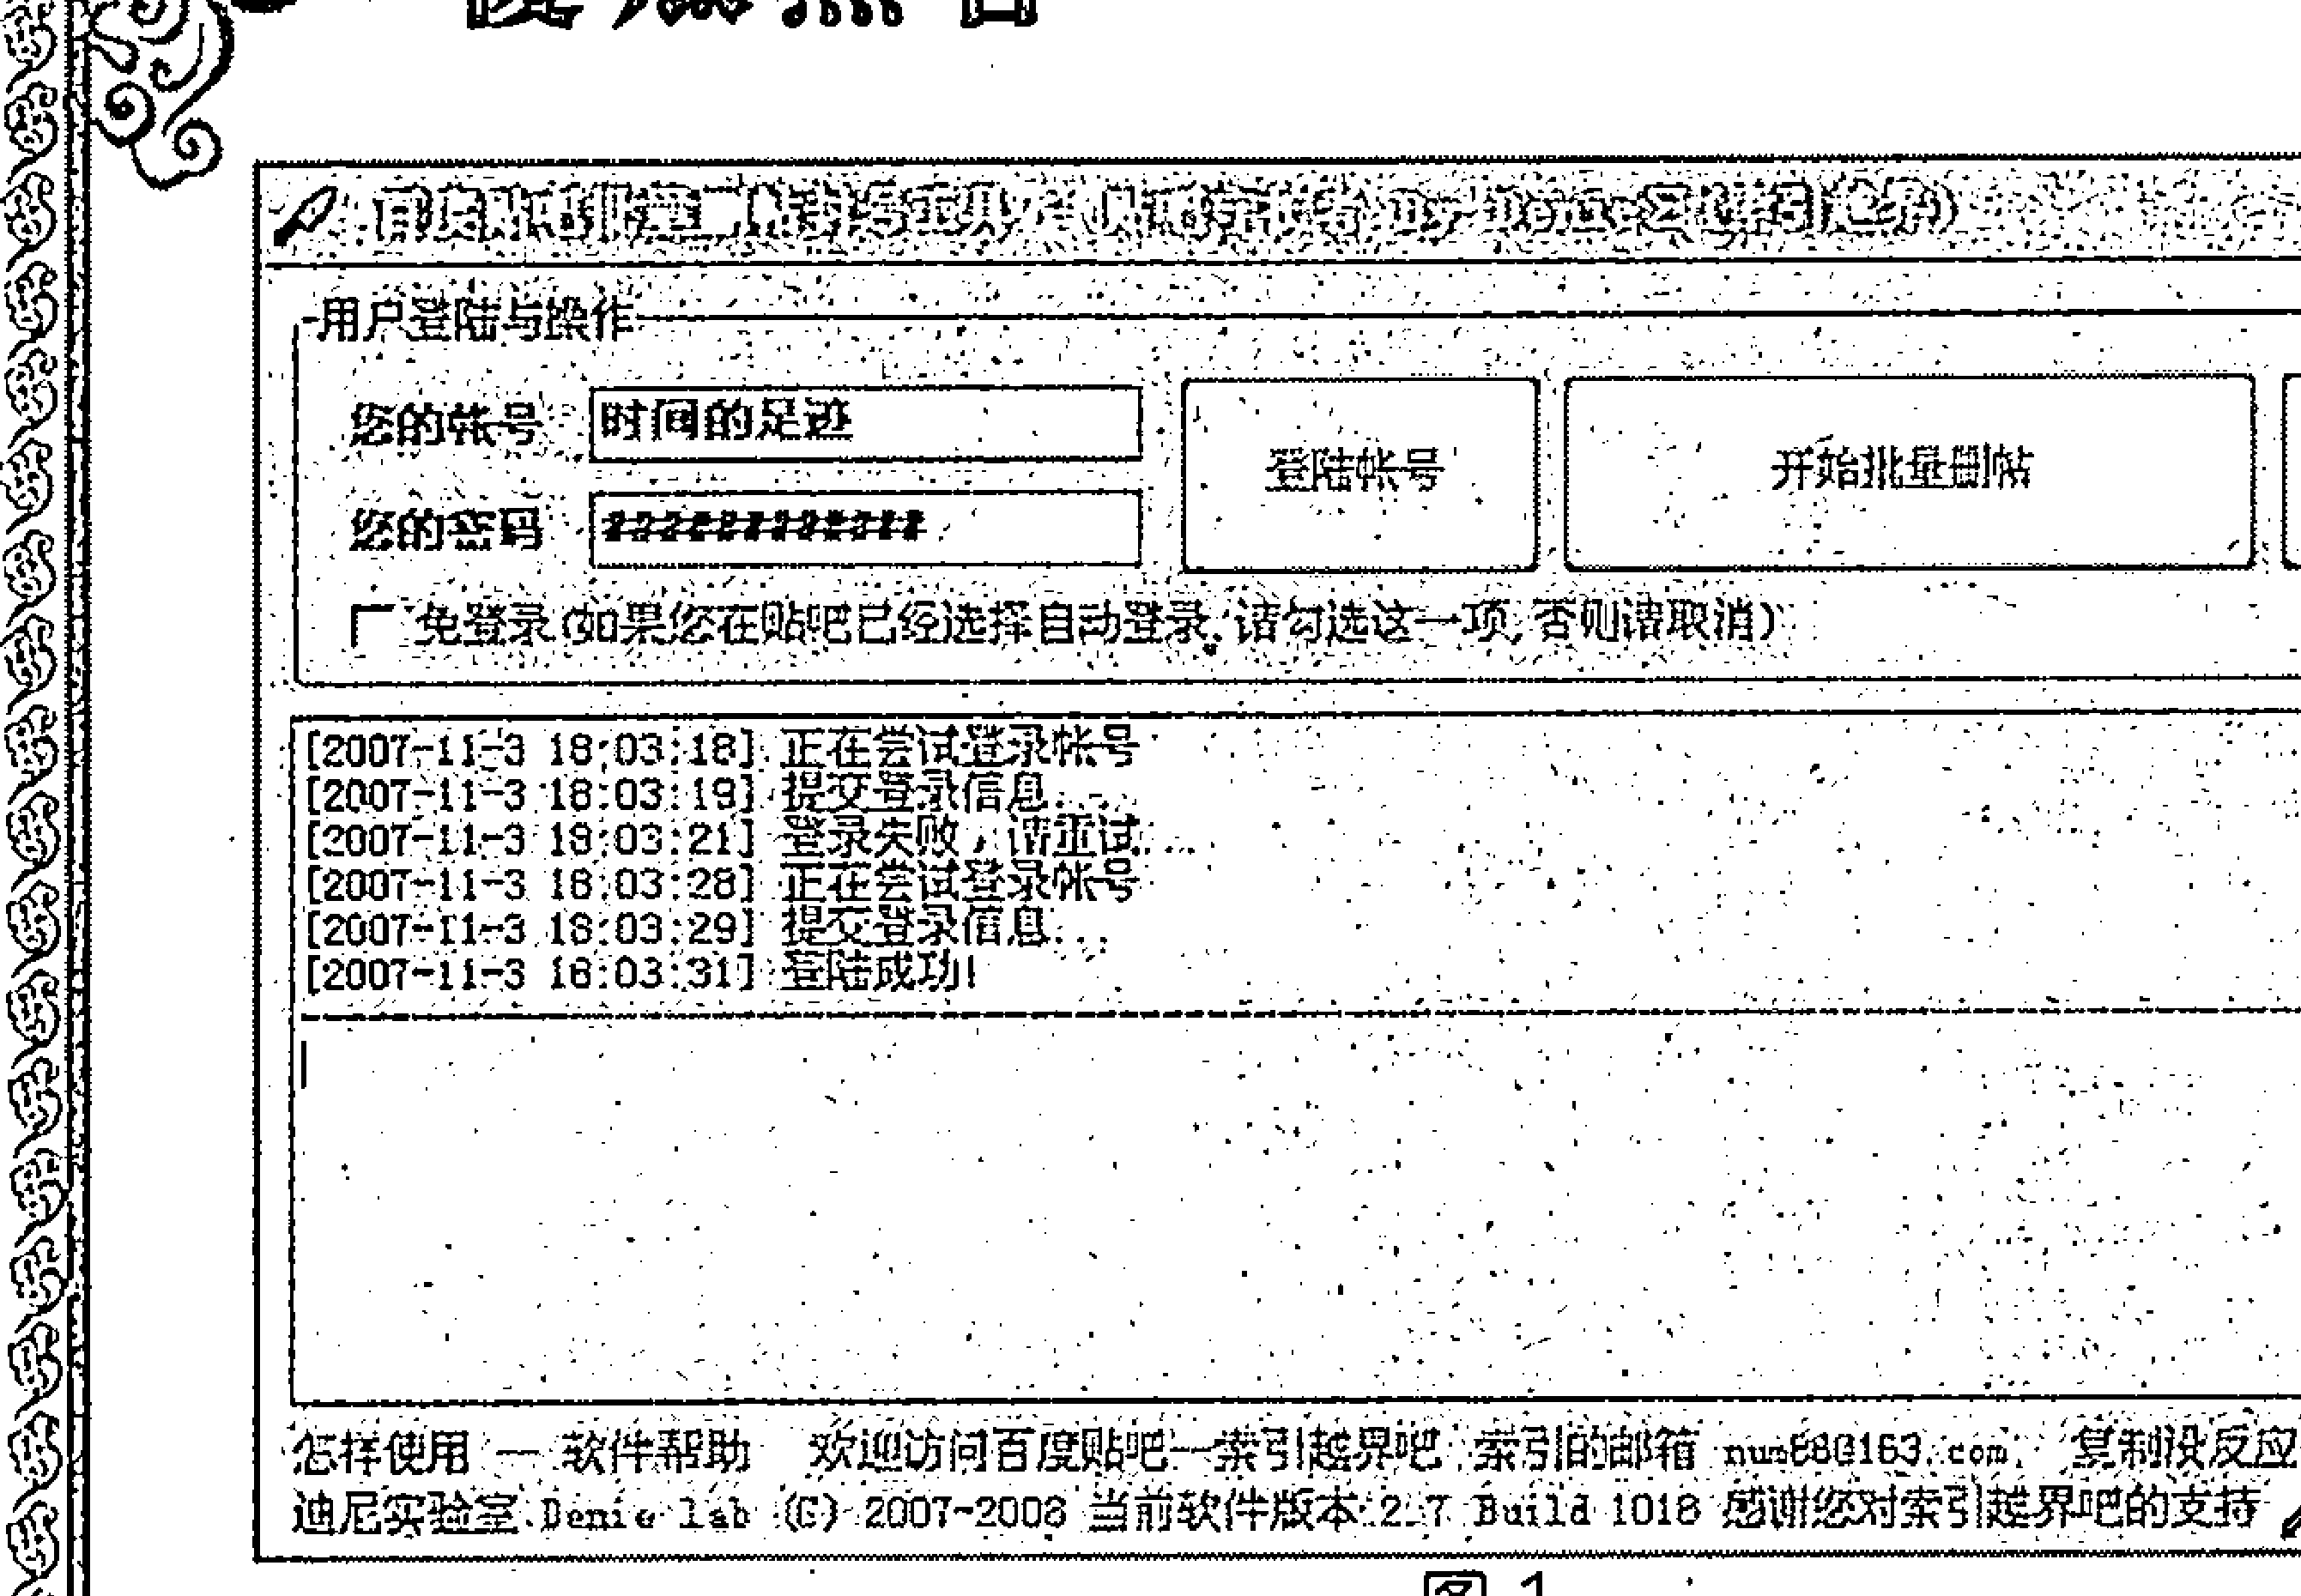 用户登陆与操作
您的帐号 时间的足迹
登陆帐号 开始批量删帖
您的密码 ************
免登录(如果您在贴吧已经选择自动登录,请勾选这一项,否则请取消)
[2007-11-3 18:03:18] 正在尝试登录帐号
[2007-11-3 18:03:19] 提交登录信息...
[2007-11-3 18:03:21] 登录失败，请重试...
[2007-11-3 18:03:28] 正在尝试登录帐号
[2007-11-3 18:03:29] 提交登录信息...
[2007-11-3 18:03:31] 登陆成功!
怎样使用 — 软件帮助 欢迎访问百度贴吧--索引越界吧 索引的邮箱 复制没反应
迪尼实验室 lab (C) 2007-2008 当前软件版本 2.7 Build 1018 感谢您对索引越界吧的支持
图 1